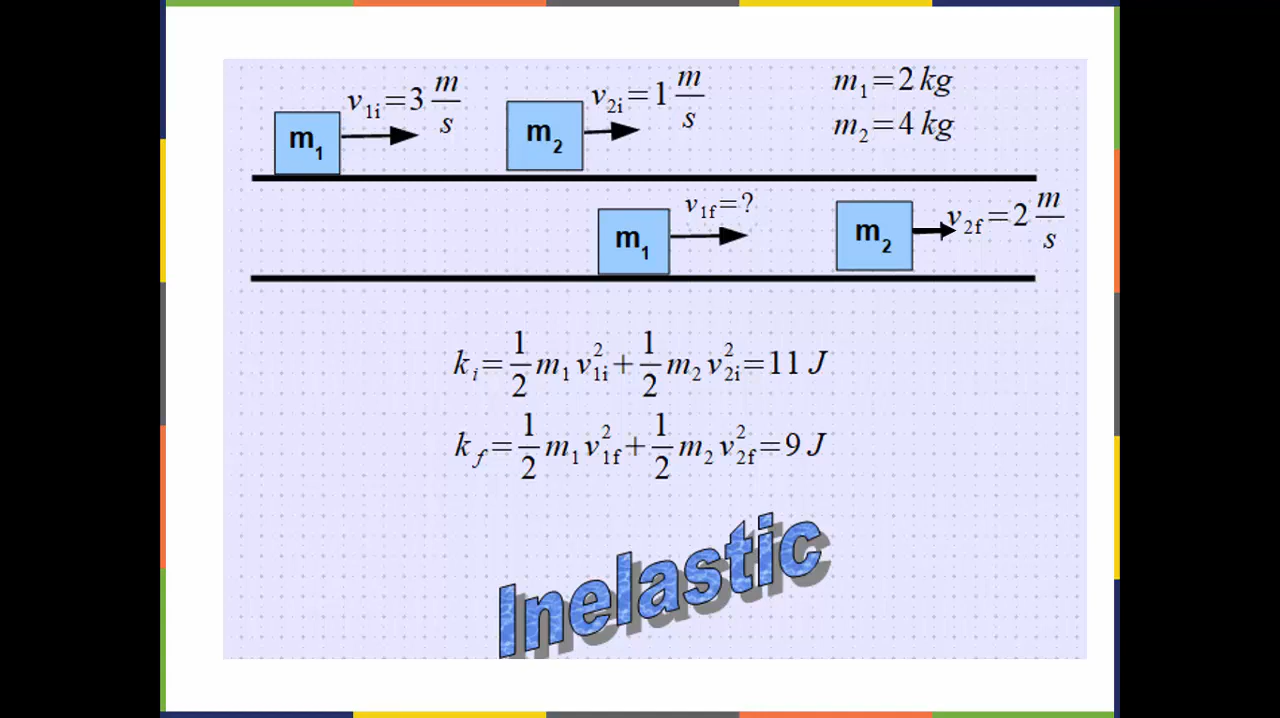 v₁ᵢ=3 m/s v₂ᵢ=1 m/s m₁=2 kg
m₁ m₂ m₂=4 kg
v₁f=? v₂f=2 m/s
m₁ m₂
kᵢ=1/2 m₁ v₁ᵢ²+1/2 m₂ v₂ᵢ²=11 J
k_f=1/2 m₁ v₁f²+1/2 m₂ v₂f²=9 J
Inelastic